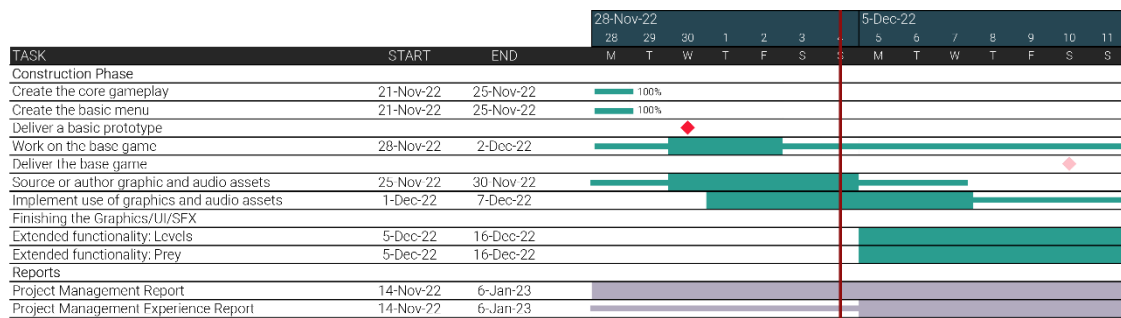 28-Nov-22 5-Dec-22
28 29 30 1 2 3 4 5 6 7 8 9 10 11
TASK START END M T W T F S S M T W T F S S
Construction Phase
Create the core gameplay 21-Nov-22 25-Nov-22 100%
Create the basic menu 21-Nov-22 25-Nov-22 100%
Deliver a basic prototype
Work on the base game 28-Nov-22 2-Dec-22
Deliver the base game
Source or author graphic and audio assets 25-Nov-22 30-Nov-22
Implement use of graphics and audio assets 1-Dec-22 7-Dec-22
Finishing the Graphics/UI/SFX
Extended functionality: Levels 5-Dec-22 16-Dec-22
Extended functionality: Prey 5-Dec-22 16-Dec-22
Reports
Project Management Report 14-Nov-22 6-Jan-23
Project Management Experience Report 14-Nov-22 6-Jan-23